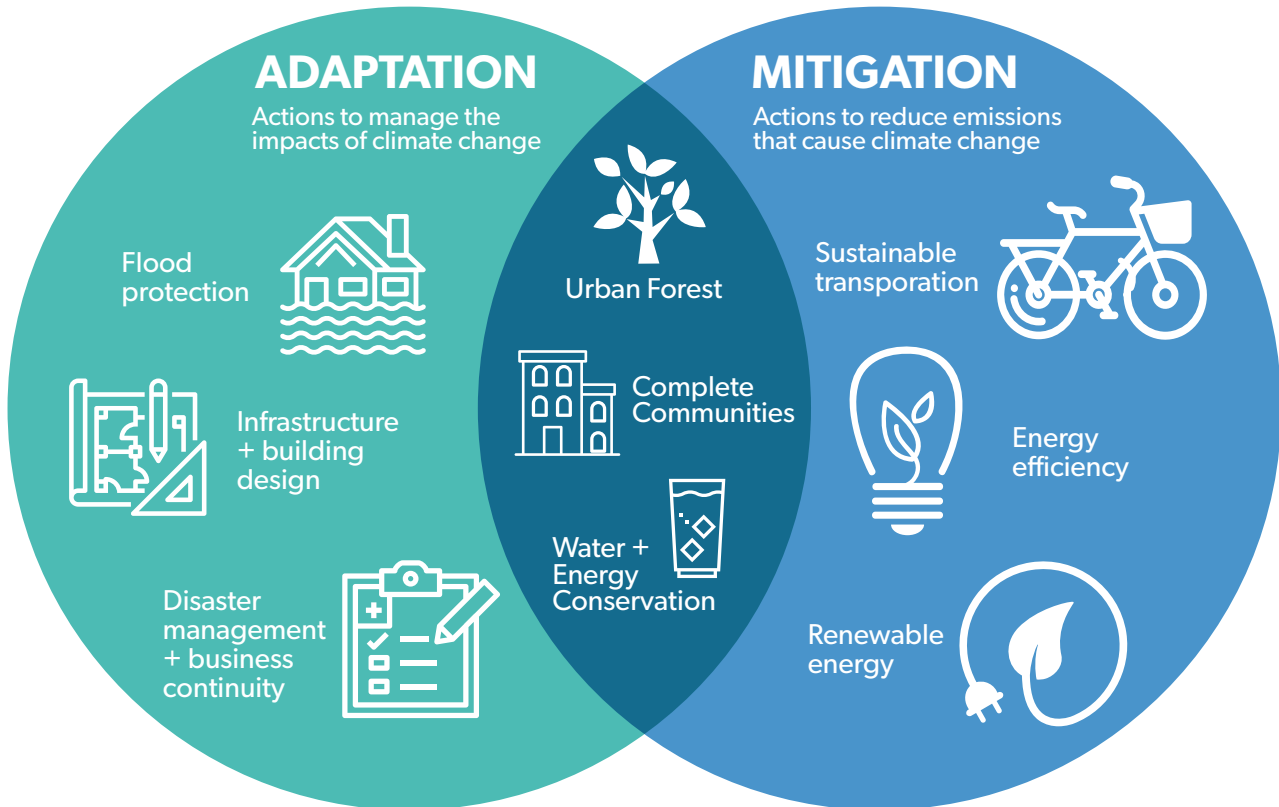 ADAPTATION
Actions to manage the
impacts of climate change
Flood
protection
Infrastructure
+ building
design
Disaster
management
+ business
continuity
Urban Forest
Complete
Communities
Water +
Energy
Conservation
MITIGATION
Actions to reduce emissions
that cause climate change
Sustainable
transporation
Energy
efficiency
Renewable
energy